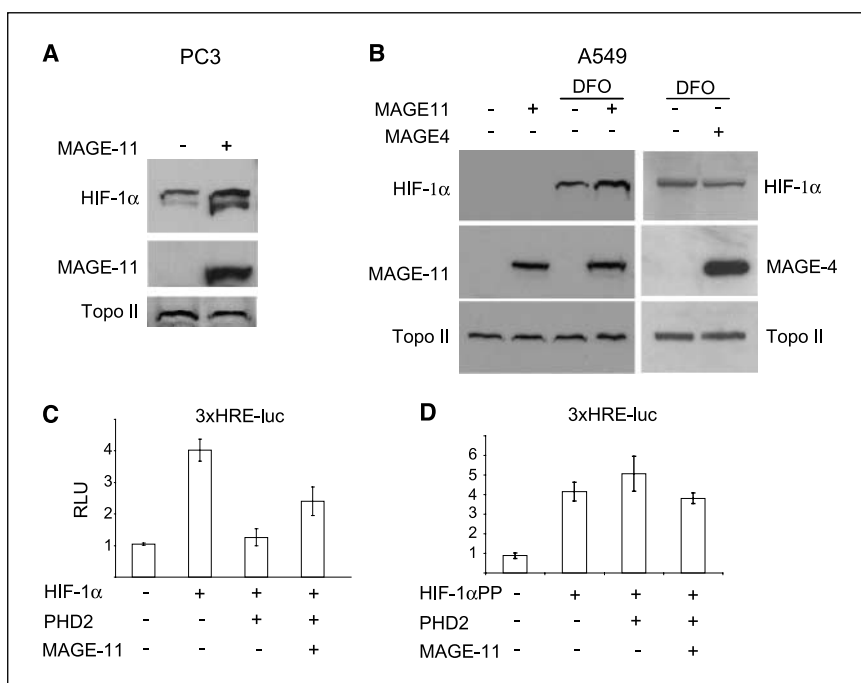 A PC3
MAGE-11 - +
HIF-1α
MAGE-11
Topo II
B A549
DFO DFO
MAGE11 - + - + - -
MAGE4 - - - - - +
HIF-1α HIF-1α
MAGE-11 MAGE-4
Topo II Topo II
C 3xHRE-luc
RLU
4
3
2
1
HIF-1α - + + +
PHD2 - - + +
MAGE-11 - - - +
D 3xHRE-luc
6
5
4
3
2
1
HIF-1αPP - + + +
PHD2 - - + +
MAGE-11 - - - +